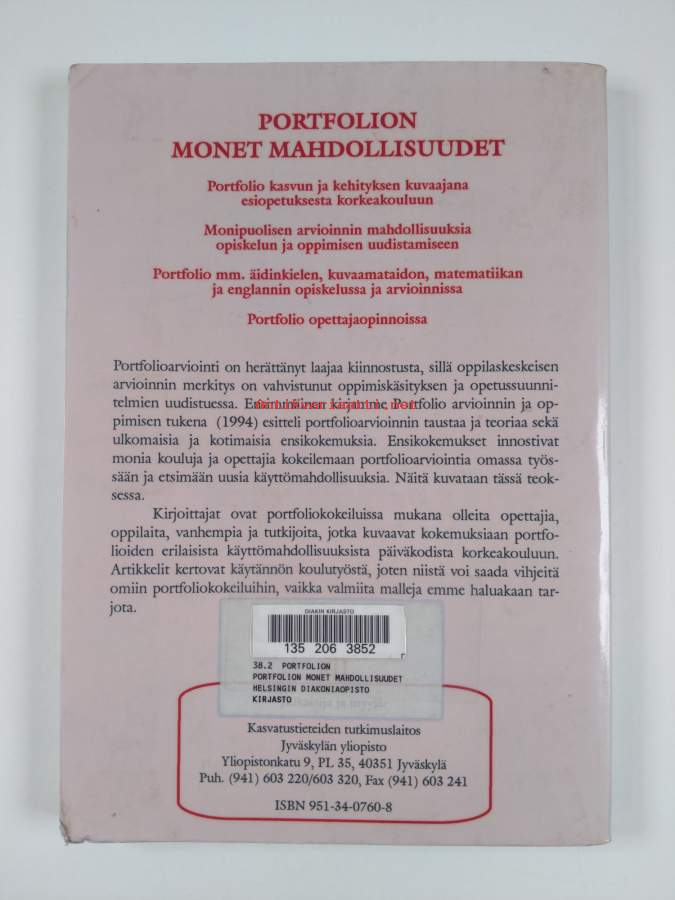 PORTFOLION
MONET MAHDOLLISUUDET
Portfolio kasvun ja kehityksen kuvaajana
esiopetuksesta korkeakouluun
Monipuolisen arvioinnin mahdollisuuksia
opiskelun ja oppimisen uudistamiseen
Portfolio mm. äidinkielen, kuvaamataidon, matematiikan
ja englannin opiskelussa ja arvioinnissa
Portfolio opettajaopinnoissa
Portfolioarviointi on herättänyt laajaa kiinnostusta, sillä oppilaskeskeisen
arvioinnin merkitys on vahvistunut oppimiskäsityksen ja opetussuunni-
telmien uudistuessa. Ensimmäinen kirjamme Portfolio arvioinnin ja op-
pimisen tukena (1994) esitteli portfolioarvioinnin taustaa ja teoriaa sekä
ulkomaisia ja kotimaisia ensikokemuksia. Ensikokemukset innostivat
monia kouluja ja opettajia kokeilemaan portfolioarviointia omassa työs-
sään ja etsimään uusia käyttömahdollisuuksia. Näitä kuvataan tässä teok-
sessa.
Kirjoittajat ovat portfoliokokeiluissa mukana olleita opettajia,
oppilaita, vanhempia ja tutkijoita, jotka kuvaavat kokemuksiaan portfo-
lioiden erilaisista käyttömahdollisuuksista päiväkodista korkeakouluun.
Artikkelit kertovat käytännön koulutyöstä, joten niistä voi saada vihjeitä
omiin portfoliokokeiluihin, vaikka valmiita malleja emme haluakaan tar-
jota.
DIAKIN KIRJASTO
135 206 3852
38.2 PORTFOLION
PORTFOLION MONET MAHDOLLISUUDET
HELSINGIN DIAKONIAOPISTO
KIRJASTO
Kasvatustieteiden tutkimuslaitos
Jyväskylän yliopisto
Yliopistonkatu 9, PL 35, 40351 Jyväskylä
Puh. (941) 603 220/603 320, Fax (941) 603 241
ISBN 951-34-0760-8